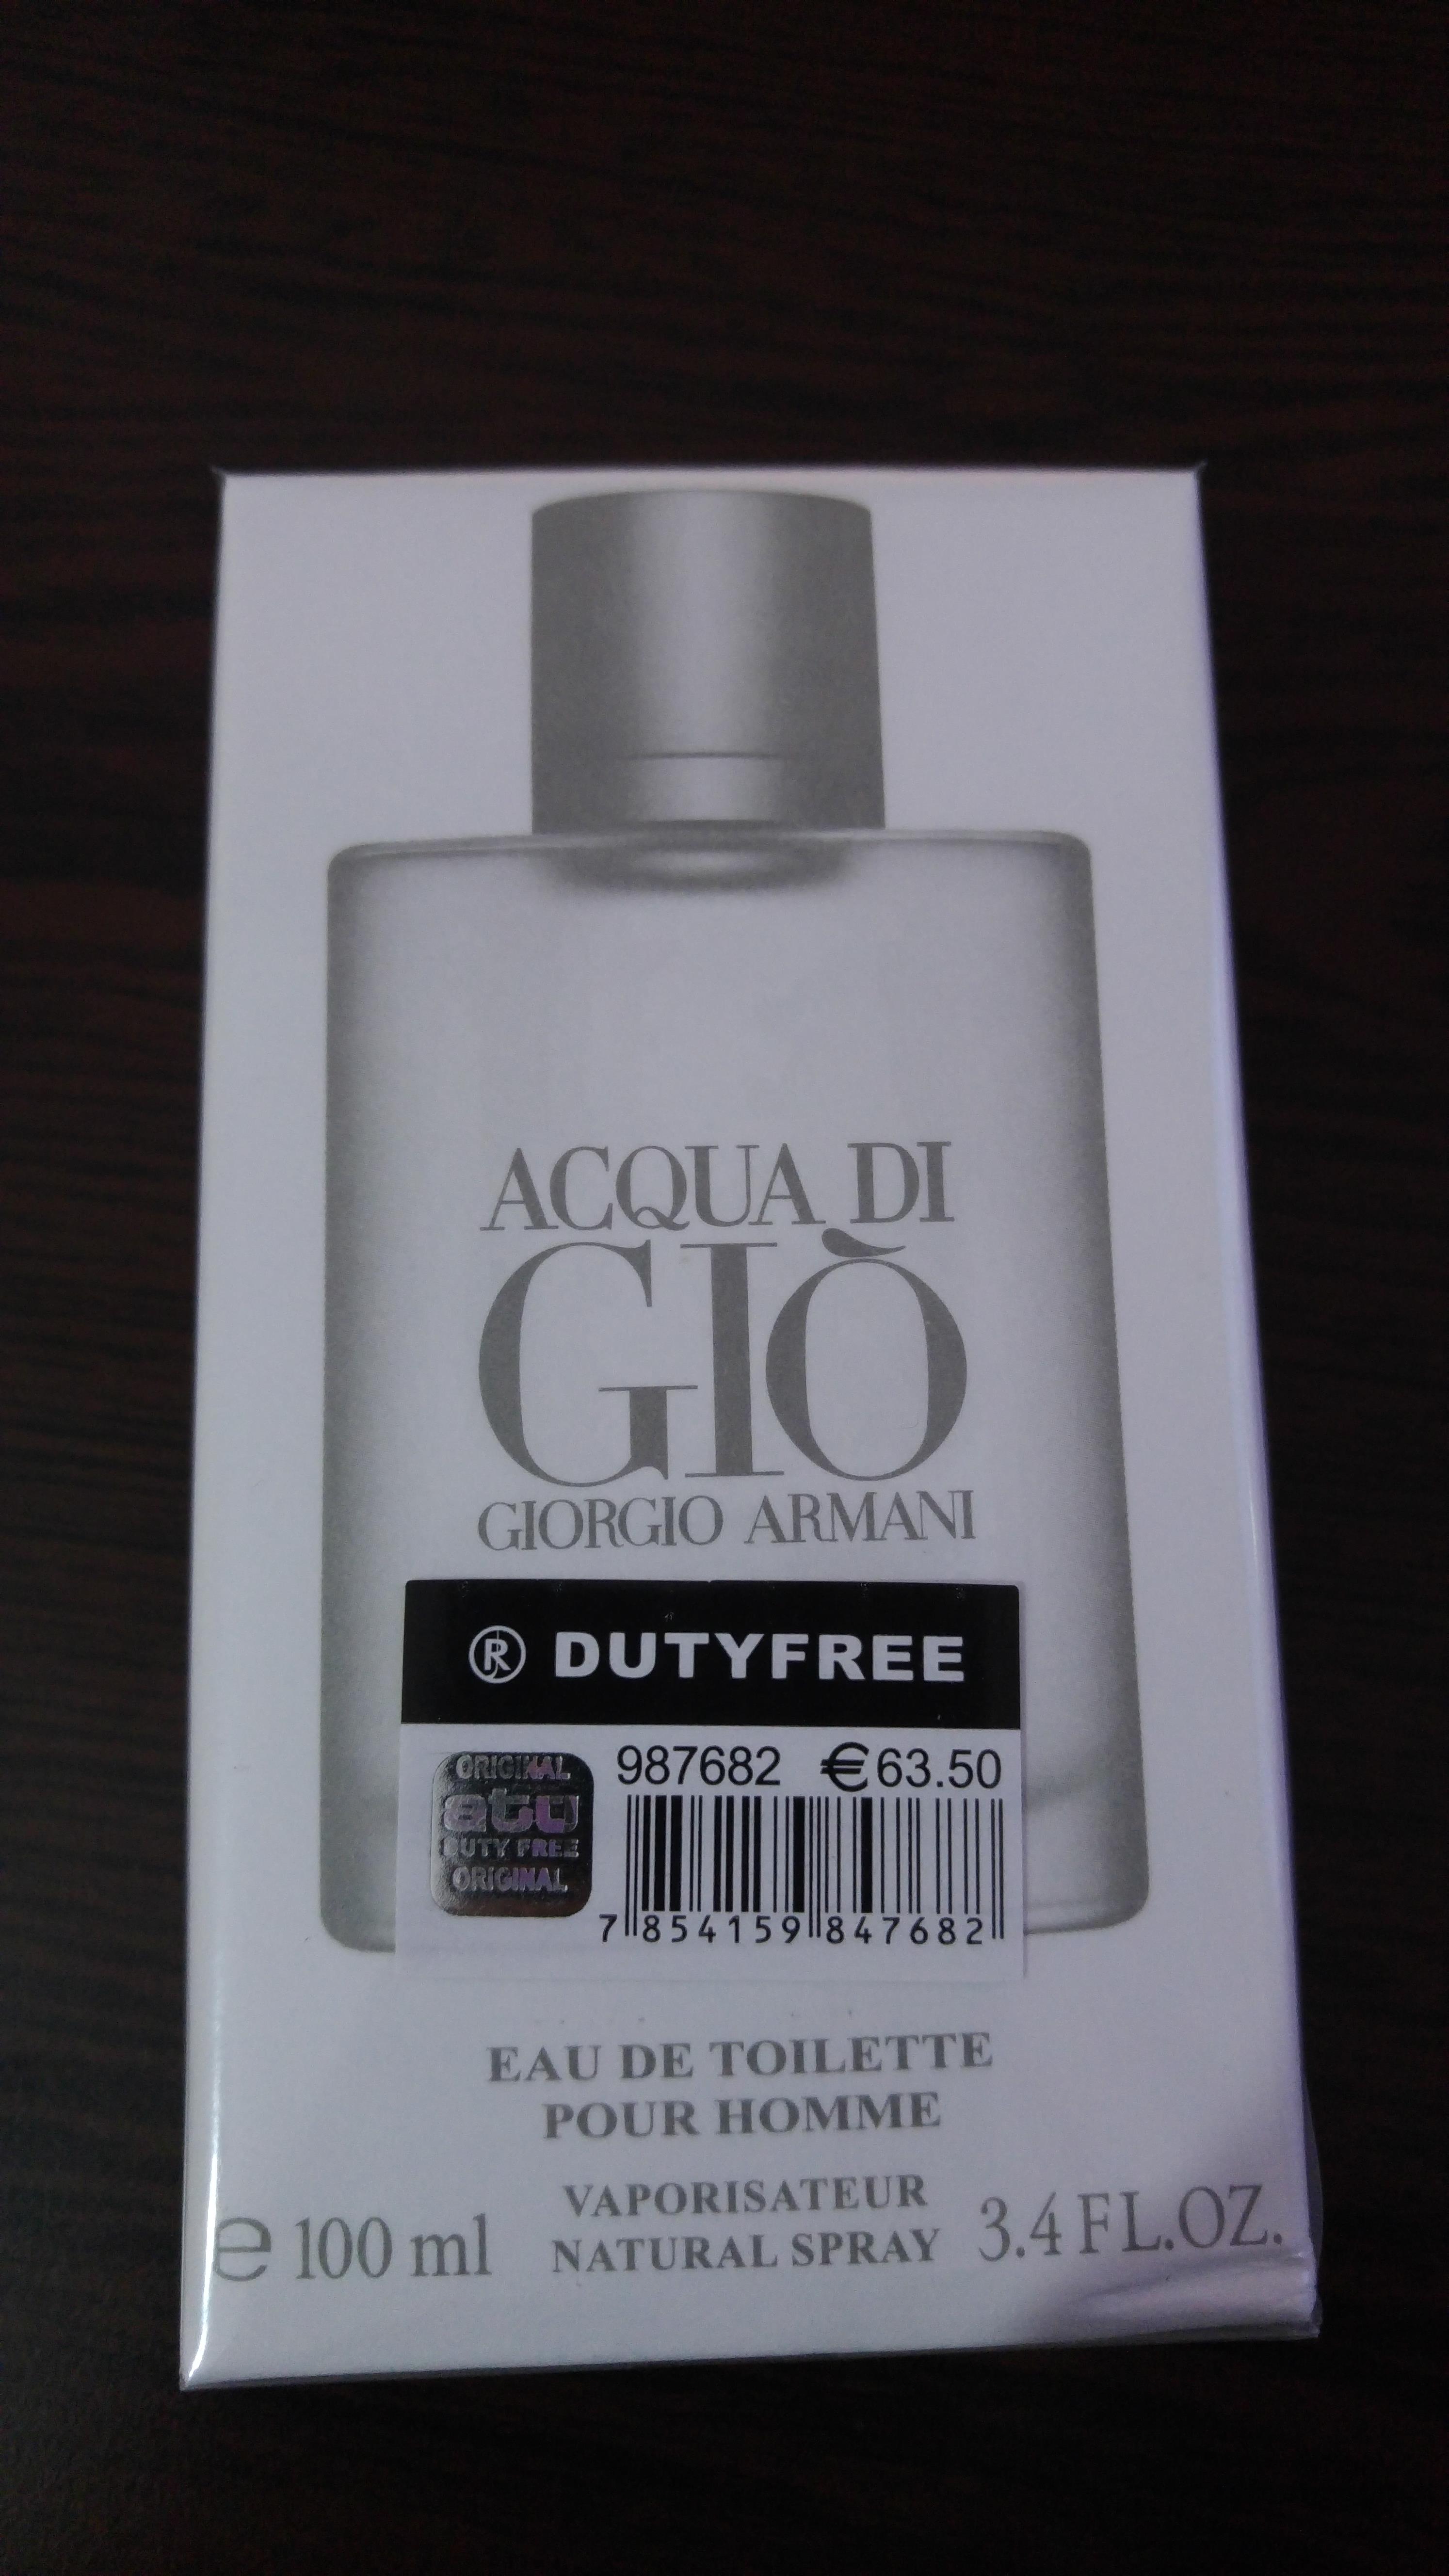 ACQUA DI
GIÒ
GIORGIO ARMANI
® DUTYFREE
987682 €63.50
ORIGINAL
atü
DUTY FREE
ORIGINAL
7 854159 847682
EAU DE TOILETTE
POUR HOMME
VAPORISATEUR
e 100 ml NATURAL SPRAY 3.4 FL.OZ.